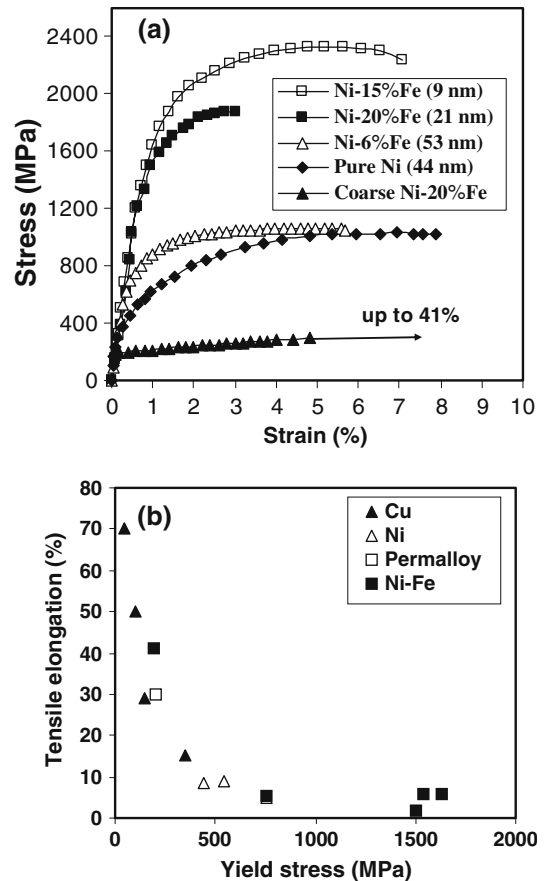 (a)
2400
2000
1600
1200
800
400
0
Stress (MPa)
Ni-15%Fe (9 nm)
Ni-20%Fe (21 nm)
Ni-6%Fe (53 nm)
Pure Ni (44 nm)
Coarse Ni-20%Fe
up to 41%
0 1 2 3 4 5 6 7 8 9 10
Strain (%)
(b)
80
70
60
50
40
30
20
10
0
Tensile elongation (%)
Cu
Ni
Permalloy
Ni-Fe
0 500 1000 1500 2000
Yield stress (MPa)